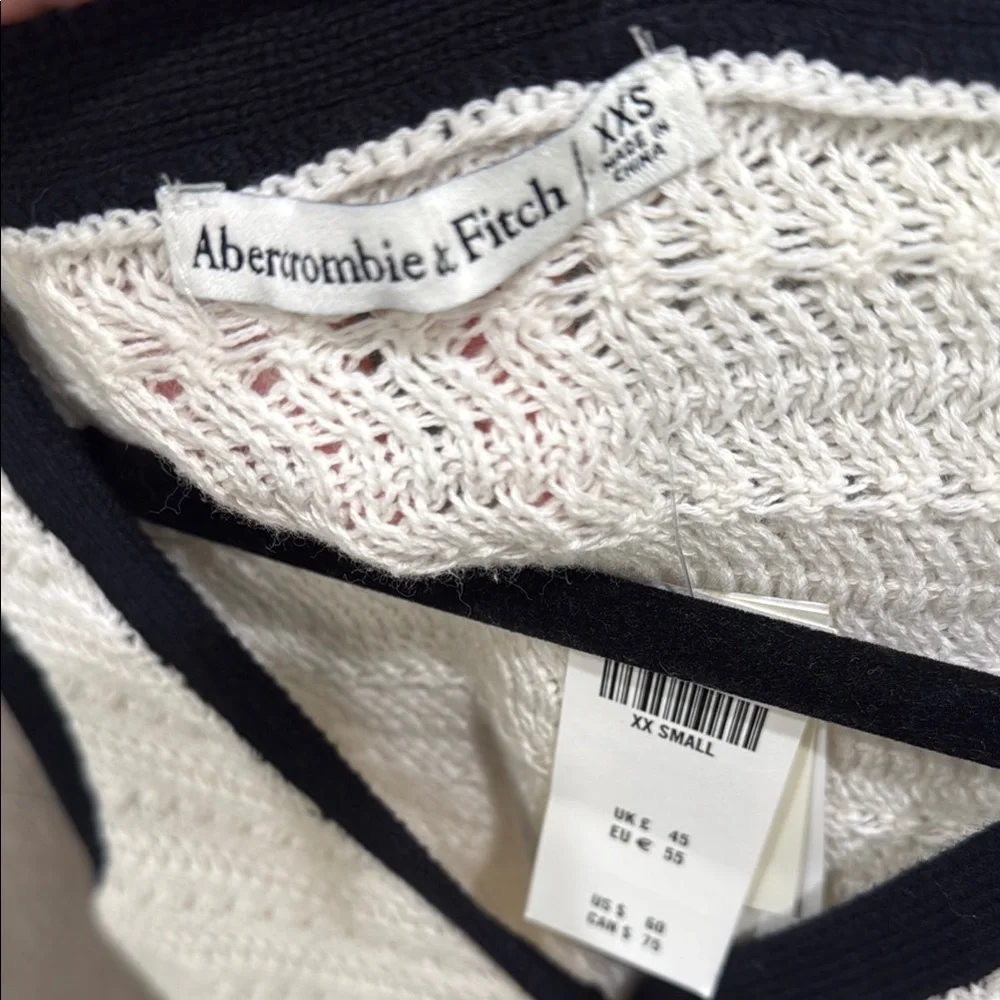 Abercrombie & Fitch
XXS
MADE IN
CHINA
XX SMALL
UK £ 45
EU € 55
US $ 60
CAN $ 75